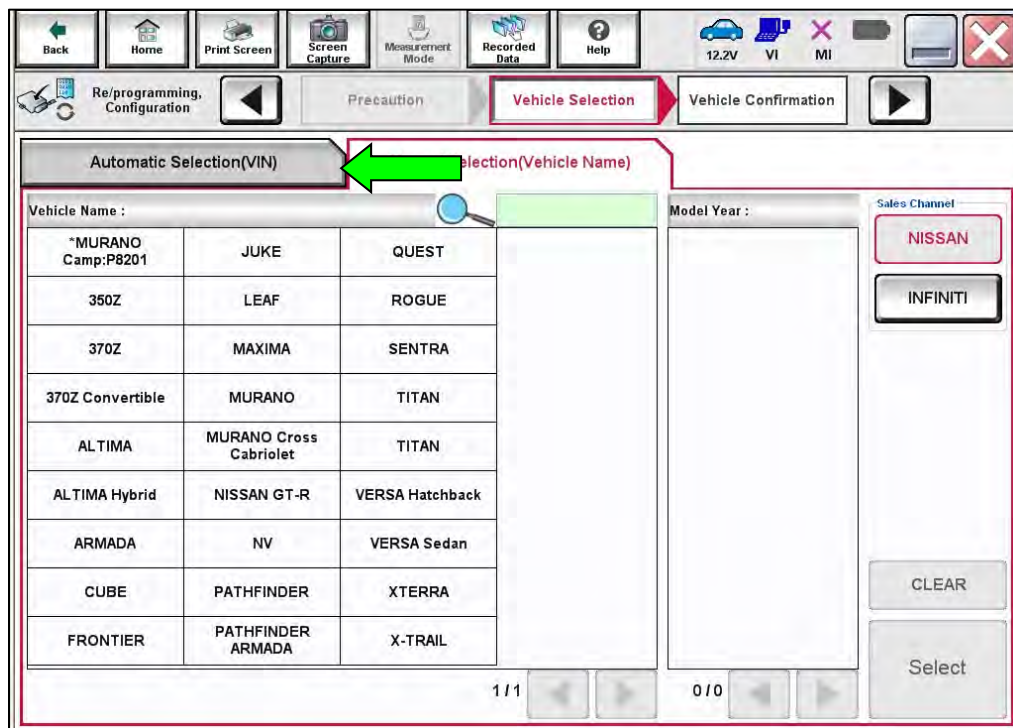 Back
Home
Print Screen
Screen
Capture
Measurement
Mode
Recorded
Data
Help
12.2V
VI
MI
Re/programming,
Configuration
Precaution
Vehicle Selection
Vehicle Confirmation
Automatic Selection(VIN)
election(Vehicle Name)
Vehicle Name :
Model Year :
Sales Channel
*MURANO
Camp:P8201
JUKE
QUEST
NISSAN
350Z
LEAF
ROGUE
INFINITI
370Z
MAXIMA
SENTRA
370Z Convertible
MURANO
TITAN
ALTIMA
MURANO Cross
Cabriolet
TITAN
ALTIMA Hybrid
NISSAN GT-R
VERSA Hatchback
ARMADA
NV
VERSA Sedan
CUBE
PATHFINDER
XTERRA
CLEAR
FRONTIER
PATHFINDER
ARMADA
X-TRAIL
Select
1/1
0/0